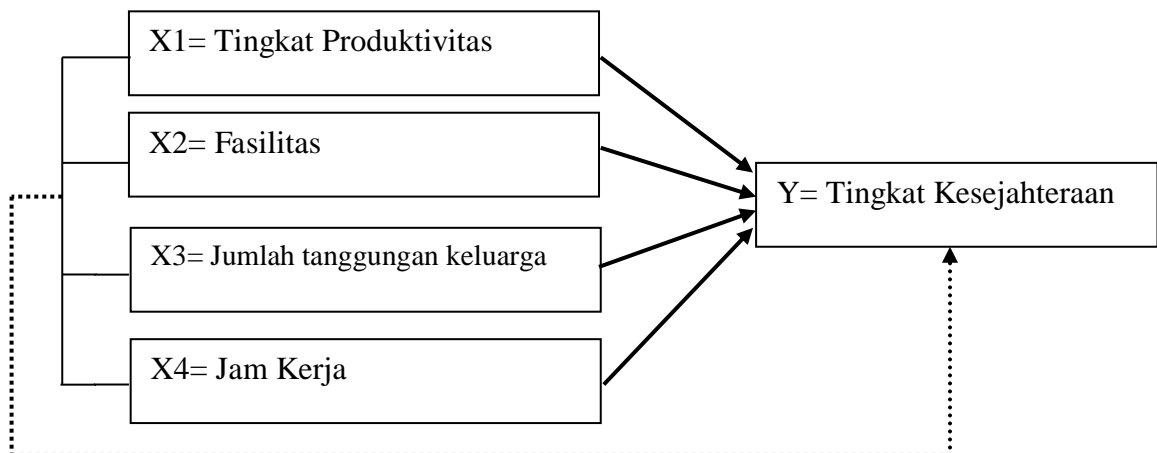 X1= Tingkat Produktivitas
X2= Fasilitas
X3= Jumlah tanggungan keluarga
X4= Jam Kerja
Y= Tingkat Kesejahteraan